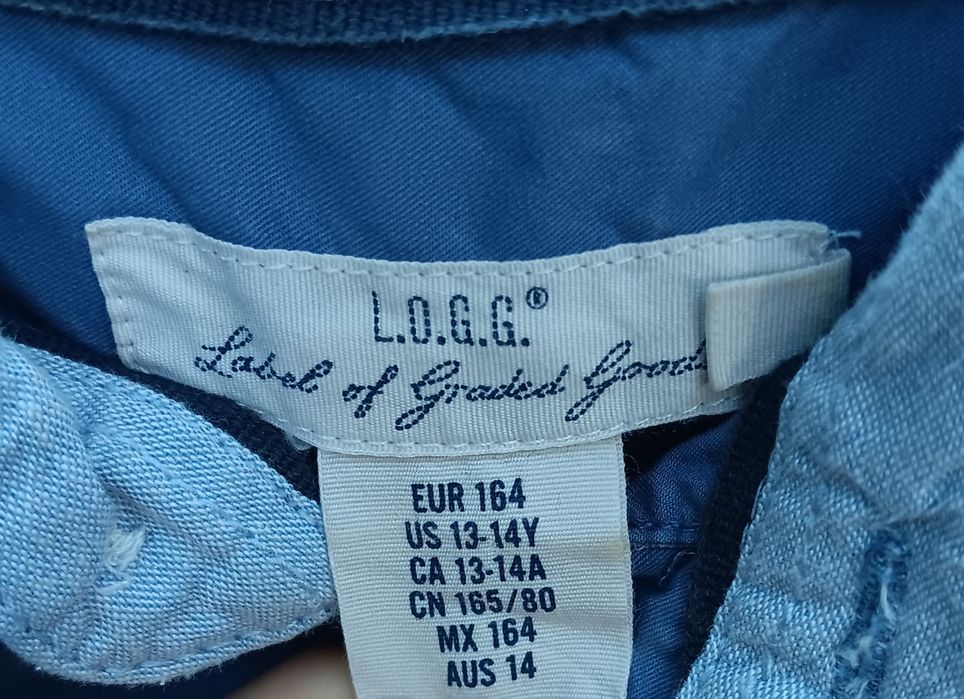 L.O.G.G.®
Label of Graded Goods
EUR 164
US 13-14Y
CA 13-14A
CN 165/80
MX 164
AUS 14